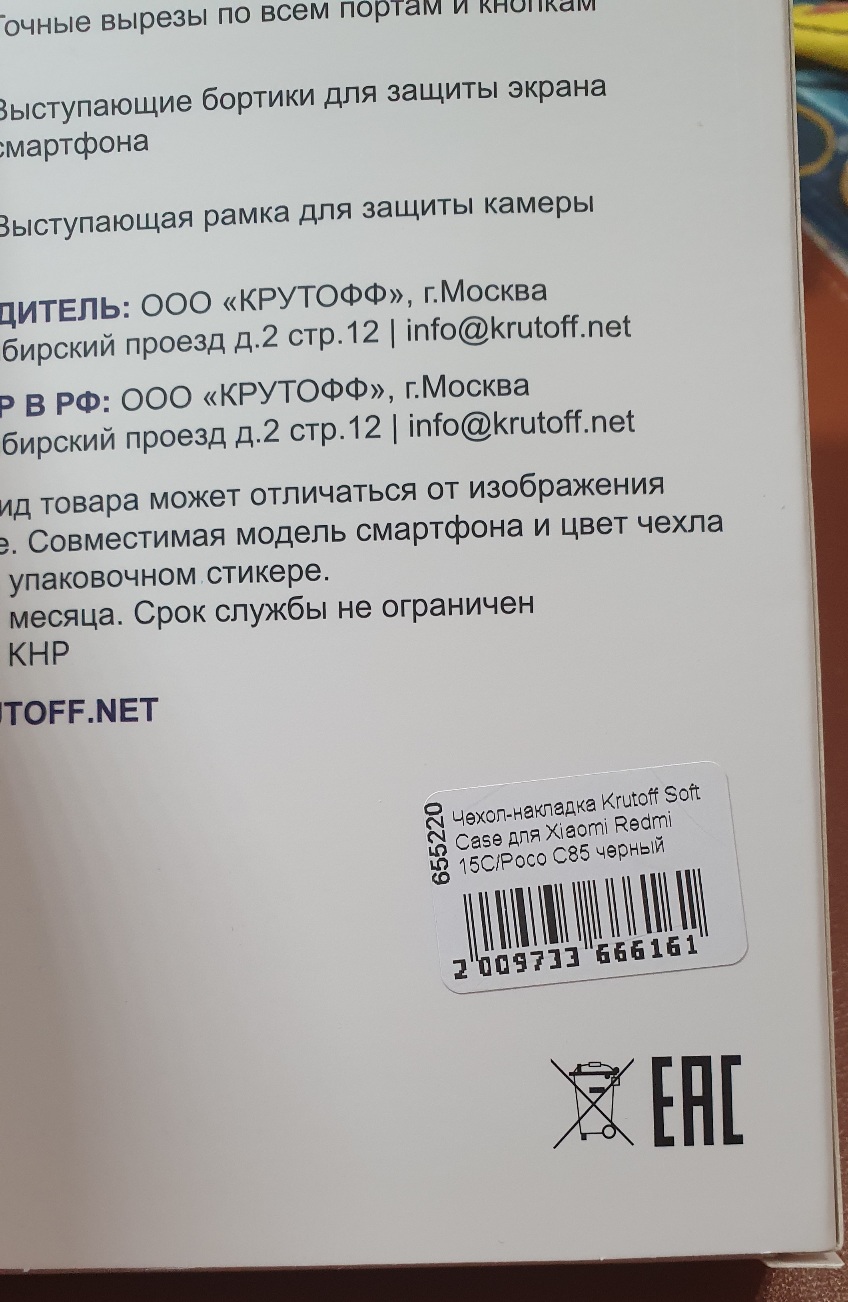 Точные вырезы по всем портам и кнопкам
Выступающие бортики для защиты экрана
смартфона
Выступающая рамка для защиты камеры
ДИТЕЛЬ: ООО «КРУТОФФ», г.Москва
бирский проезд д.2 стр.12 | info@krutoff.net
Р В РФ: ООО «КРУТОФФ», г.Москва
бирский проезд д.2 стр.12 | info@krutoff.net
ид товара может отличаться от изображения
е. Совместимая модель смартфона и цвет чехла
упаковочном стикере.
месяца. Срок службы не ограничен
КНР
UTOFF.NET
655220
Чехол-накладка Krutoff Soft
Case для Xiaomi Redmi
15C/Poco C85 черный
2 009733 666161
EAC